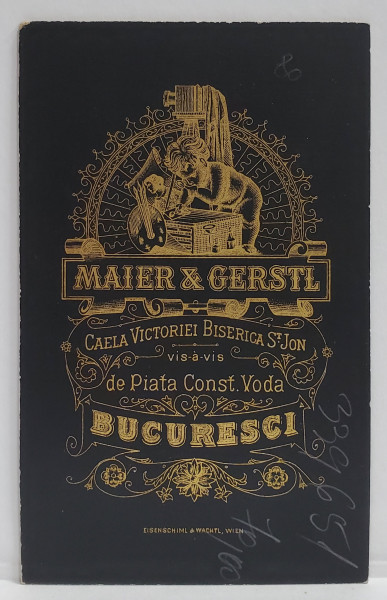 MAIER & GERSTL
CAELA VICTORIEI BISERICA ST. JON
vis-à-vis
de Piata Const. Voda
BUCURESCI
EISENSCHIML & WACHTL, WIEN